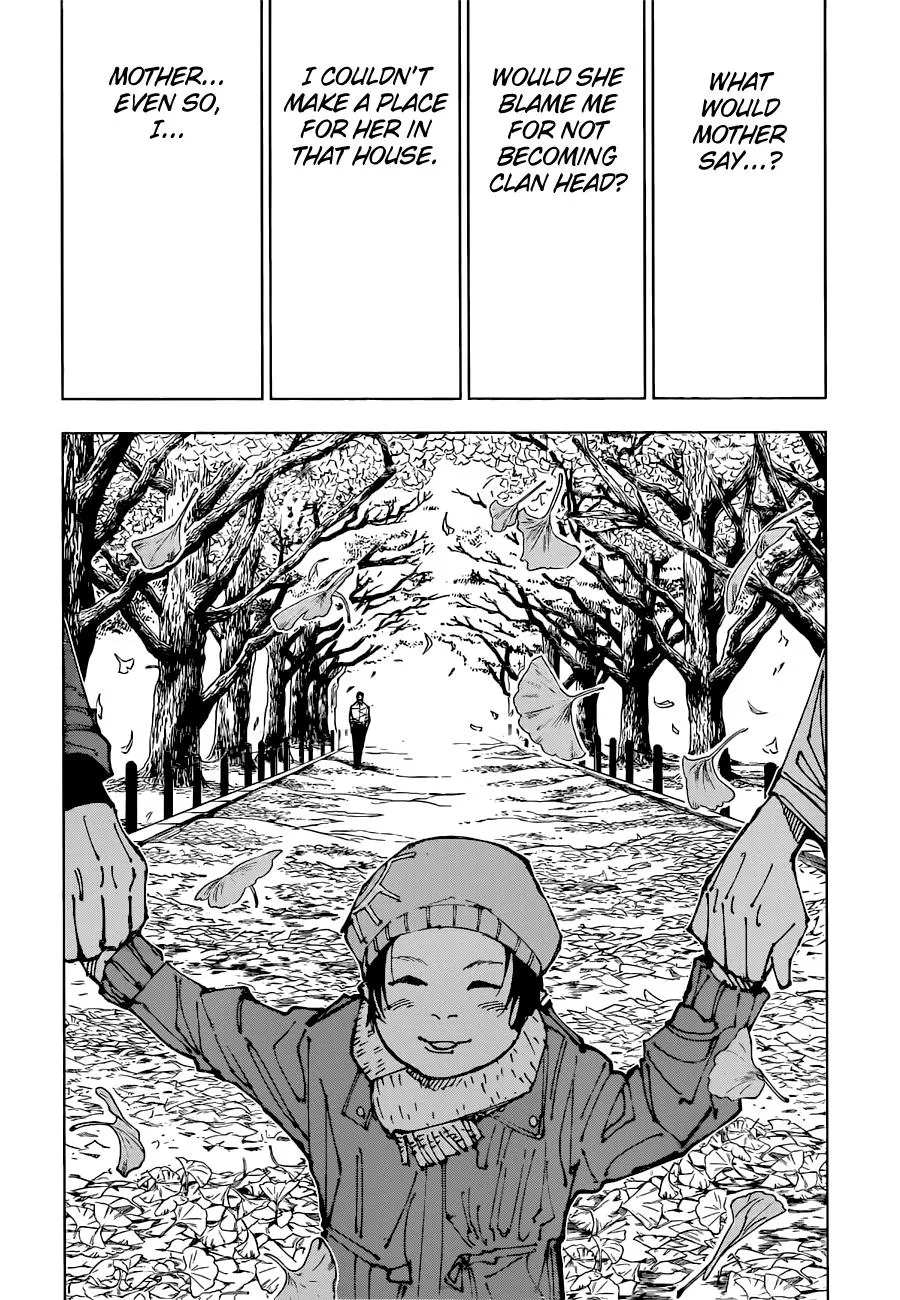 WHAT
WOULD
MOTHER
SAY...?
WOULD SHE
BLAME ME
FOR NOT
BECOMING
CLAN HEAD?
I COULDN'T
MAKE A PLACE
FOR HER IN
THAT HOUSE.
MOTHER...
EVEN SO,
I...